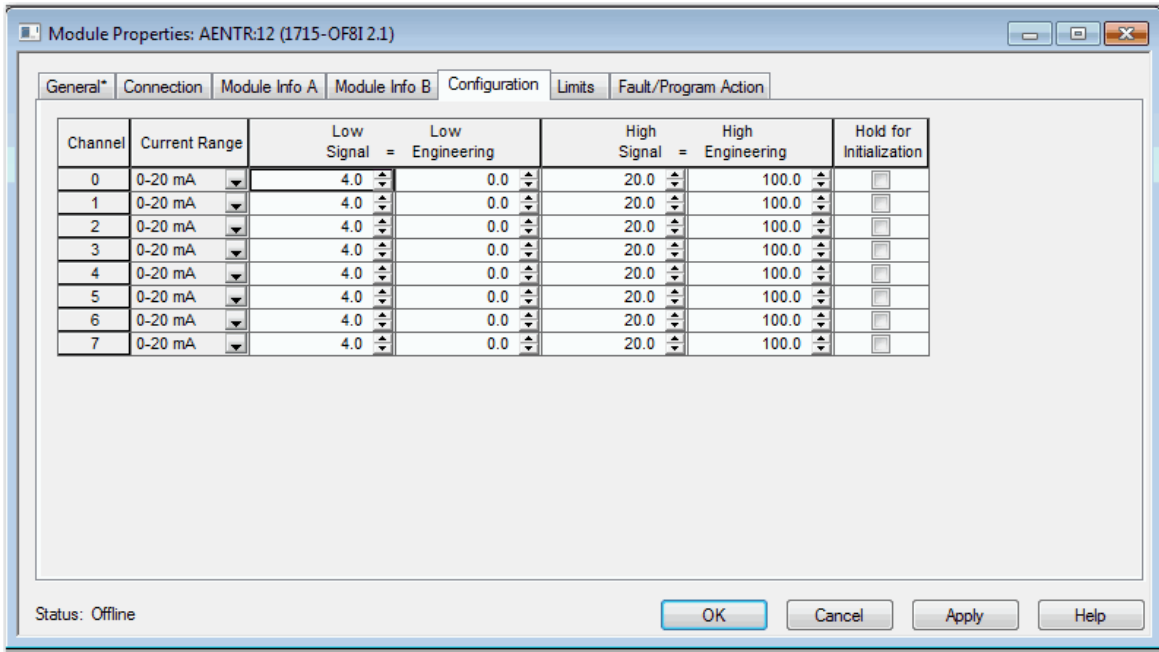 Module Properties: AENTR:12 (1715-OF8I 2.1)
General* Connection Module Info A Module Info B Configuration Limits Fault/Program Action
Channel Current Range Low Signal = Low Engineering High Signal = High Engineering Hold for Initialization
0 0-20 mA 4.0 0.0 20.0 100.0
1 0-20 mA 4.0 0.0 20.0 100.0
2 0-20 mA 4.0 0.0 20.0 100.0
3 0-20 mA 4.0 0.0 20.0 100.0
4 0-20 mA 4.0 0.0 20.0 100.0
5 0-20 mA 4.0 0.0 20.0 100.0
6 0-20 mA 4.0 0.0 20.0 100.0
7 0-20 mA 4.0 0.0 20.0 100.0
Status: Offline OK Cancel Apply Help